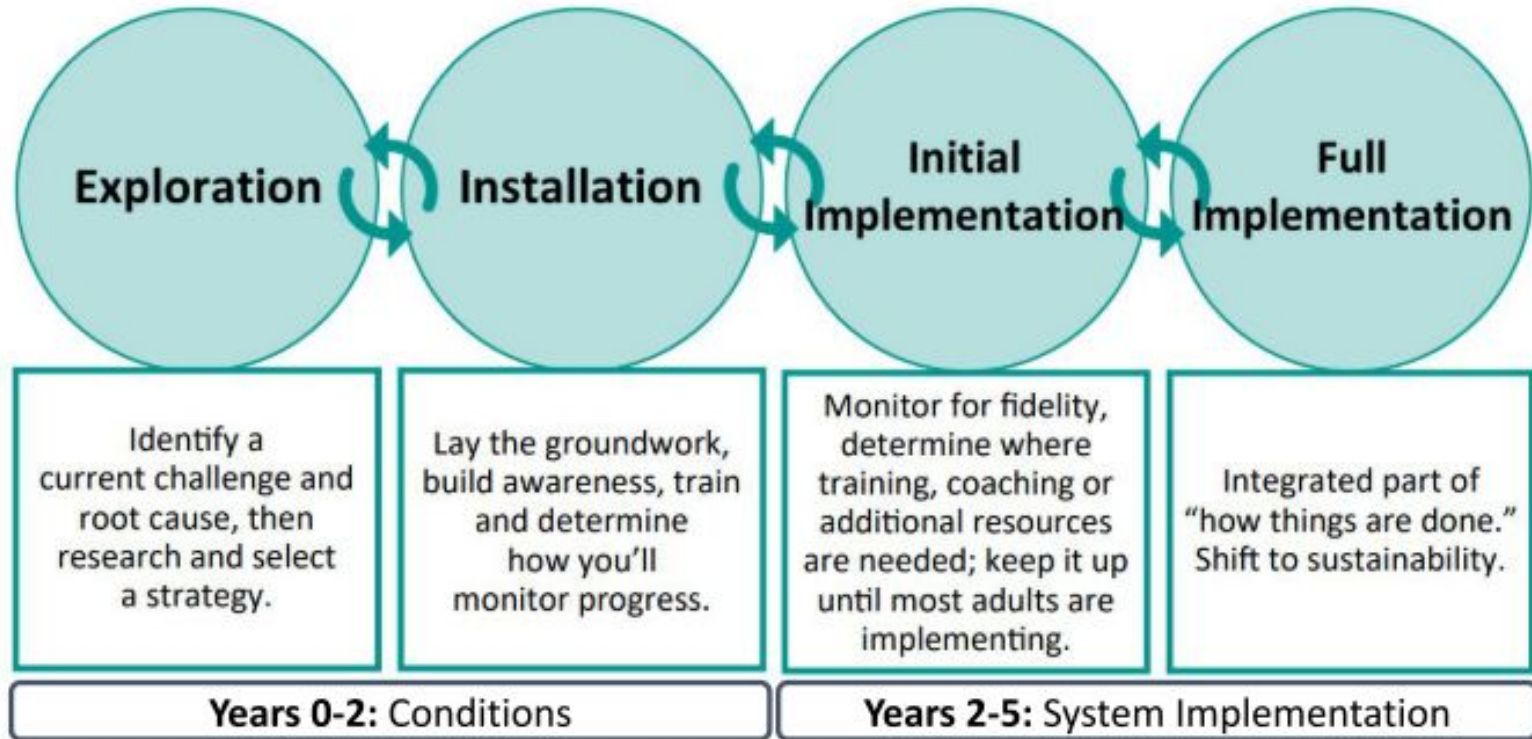 Exploration
Installation
Initial
Implementation
Full
Implementation
Identify a
current challenge and
root cause, then
research and select
a strategy.
Lay the groundwork,
build awareness, train
and determine
how you’ll
monitor progress.
Monitor for fidelity,
determine where
training, coaching or
additional resources
are needed; keep it up
until most adults are
implementing.
Integrated part of
“how things are done.”
Shift to sustainability.
Years 0-2: Conditions
Years 2-5: System Implementation